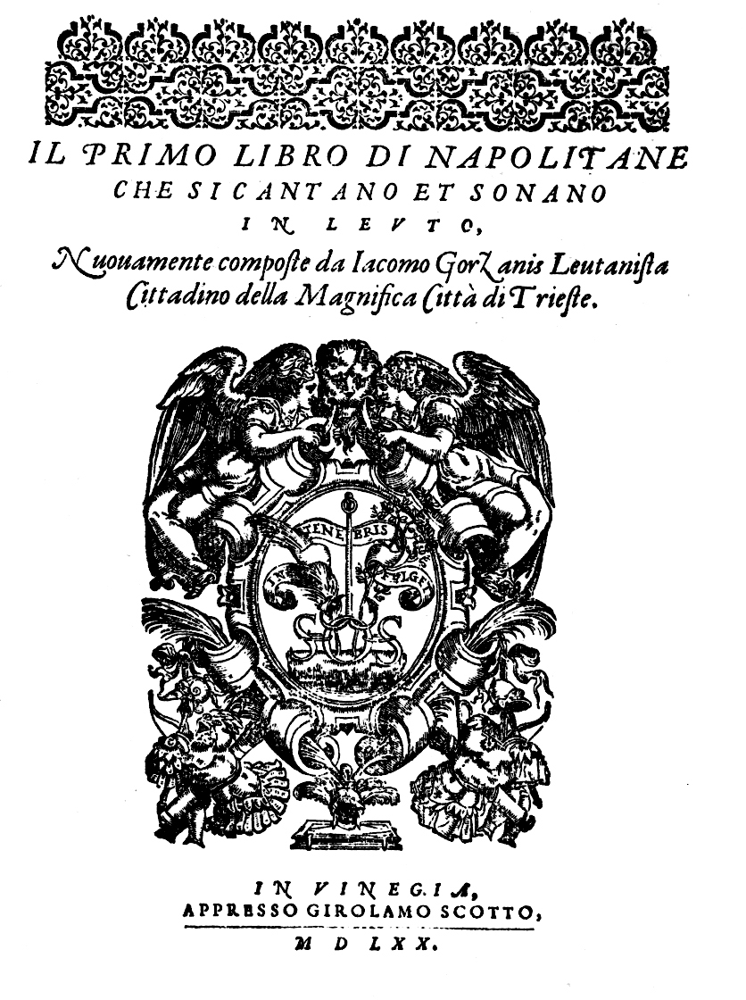 IL PRIMO LIBRO DI NAPOLITANE
CHE SI CANTANO ET SONANO
IN LEVTO,
Nuouamente composte da Iacomo Gorzanis Leutanista
Cittadino della Magnifica Città di Trieste.
TENEBRIS
IN
FVLGET
S O S
IN VINEGIA,
APPRESSO GIROLAMO SCOTTO,
M D LXX.